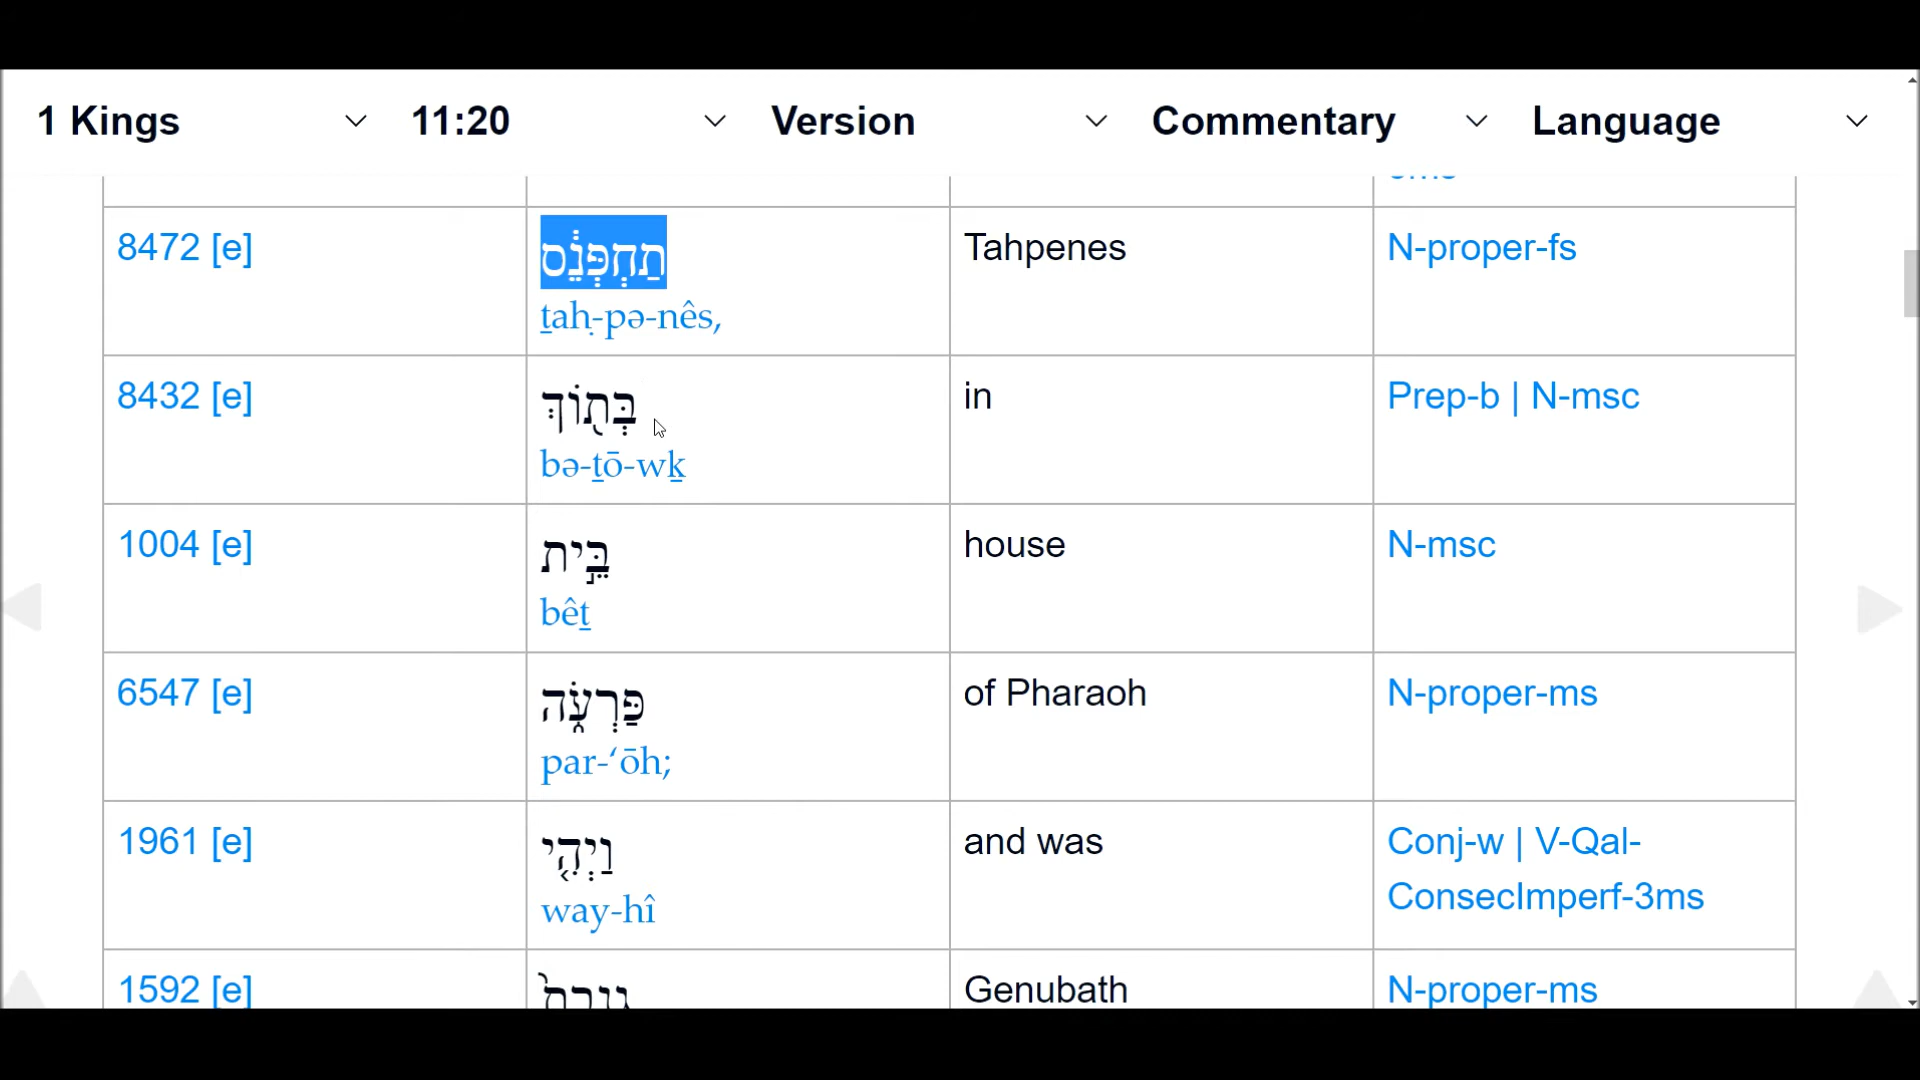 1 Kings 11:20 Version Commentary Language
8472 [e] תַחְפְּנֵ֔ס Tahpenes N-proper-fs
ṯaḥ-pə-nês,
8432 [e] בְּת֖וֹךְ in Prep-b | N-msc
bə-ṯō-wḵ
1004 [e] בֵּ֣ית house N-msc
bêṯ
6547 [e] פַּרְעֹ֑ה of Pharaoh N-proper-ms
par-‘ōh;
1961 [e] וַיְהִ֤י and was Conj-w | V-Qal-
way-hî ConsecImperf-3ms
1592 [e] Genubath N-proper-ms